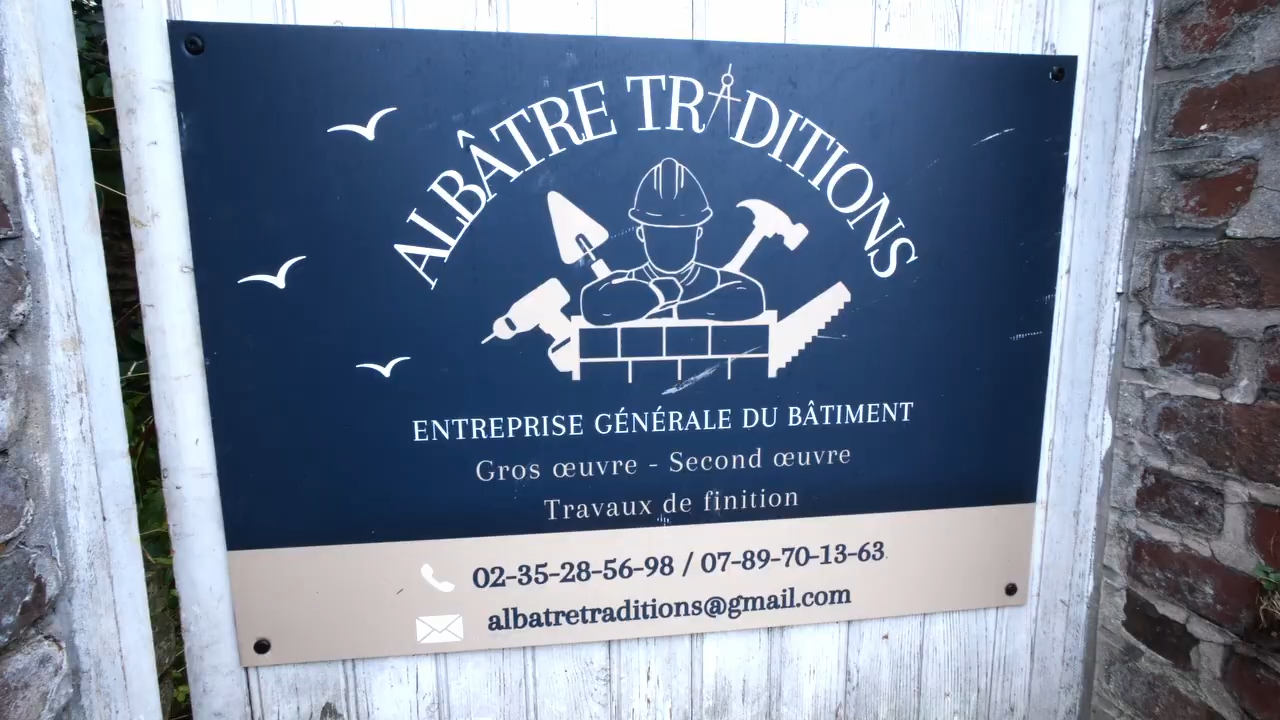 ALBÂTRE TRADITIONS
ENTREPRISE GÉNÉRALE DU BÂTIMENT
Gros œuvre - Second œuvre
Travaux de finition
02-35-28-56-98 / 07-89-70-13-63
albatretraditions@gmail.com